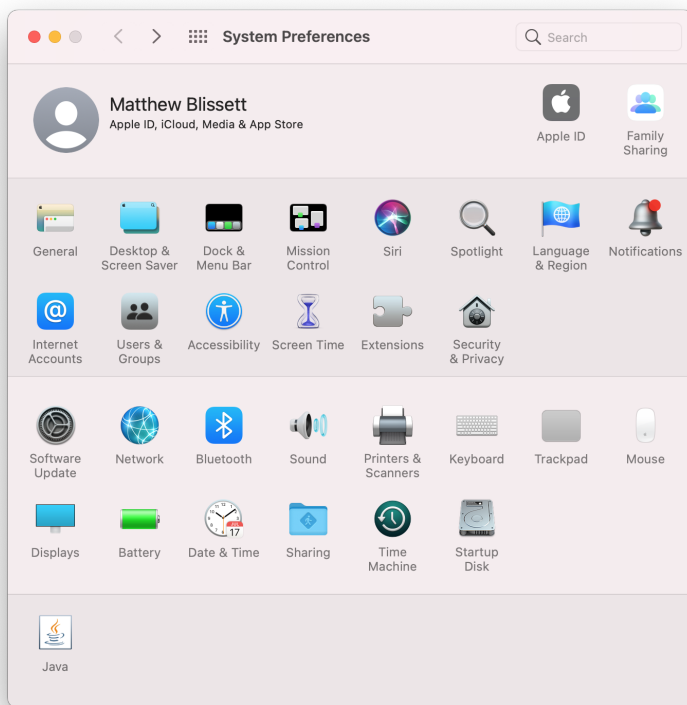 System Preferences
Search
Matthew Blissett
Apple ID, iCloud, Media & App Store
Apple ID
Family
Sharing
General
Desktop &
Screen Saver
Dock &
Menu Bar
Mission
Control
Siri
Spotlight
Language
& Region
Notifications
Internet
Accounts
Users &
Groups
Accessibility
Screen Time
Extensions
Security
& Privacy
Software
Update
Network
Bluetooth
Sound
Printers &
Scanners
Keyboard
Trackpad
Mouse
Displays
Battery
17
Date & Time
Sharing
Time
Machine
Startup
Disk
Java